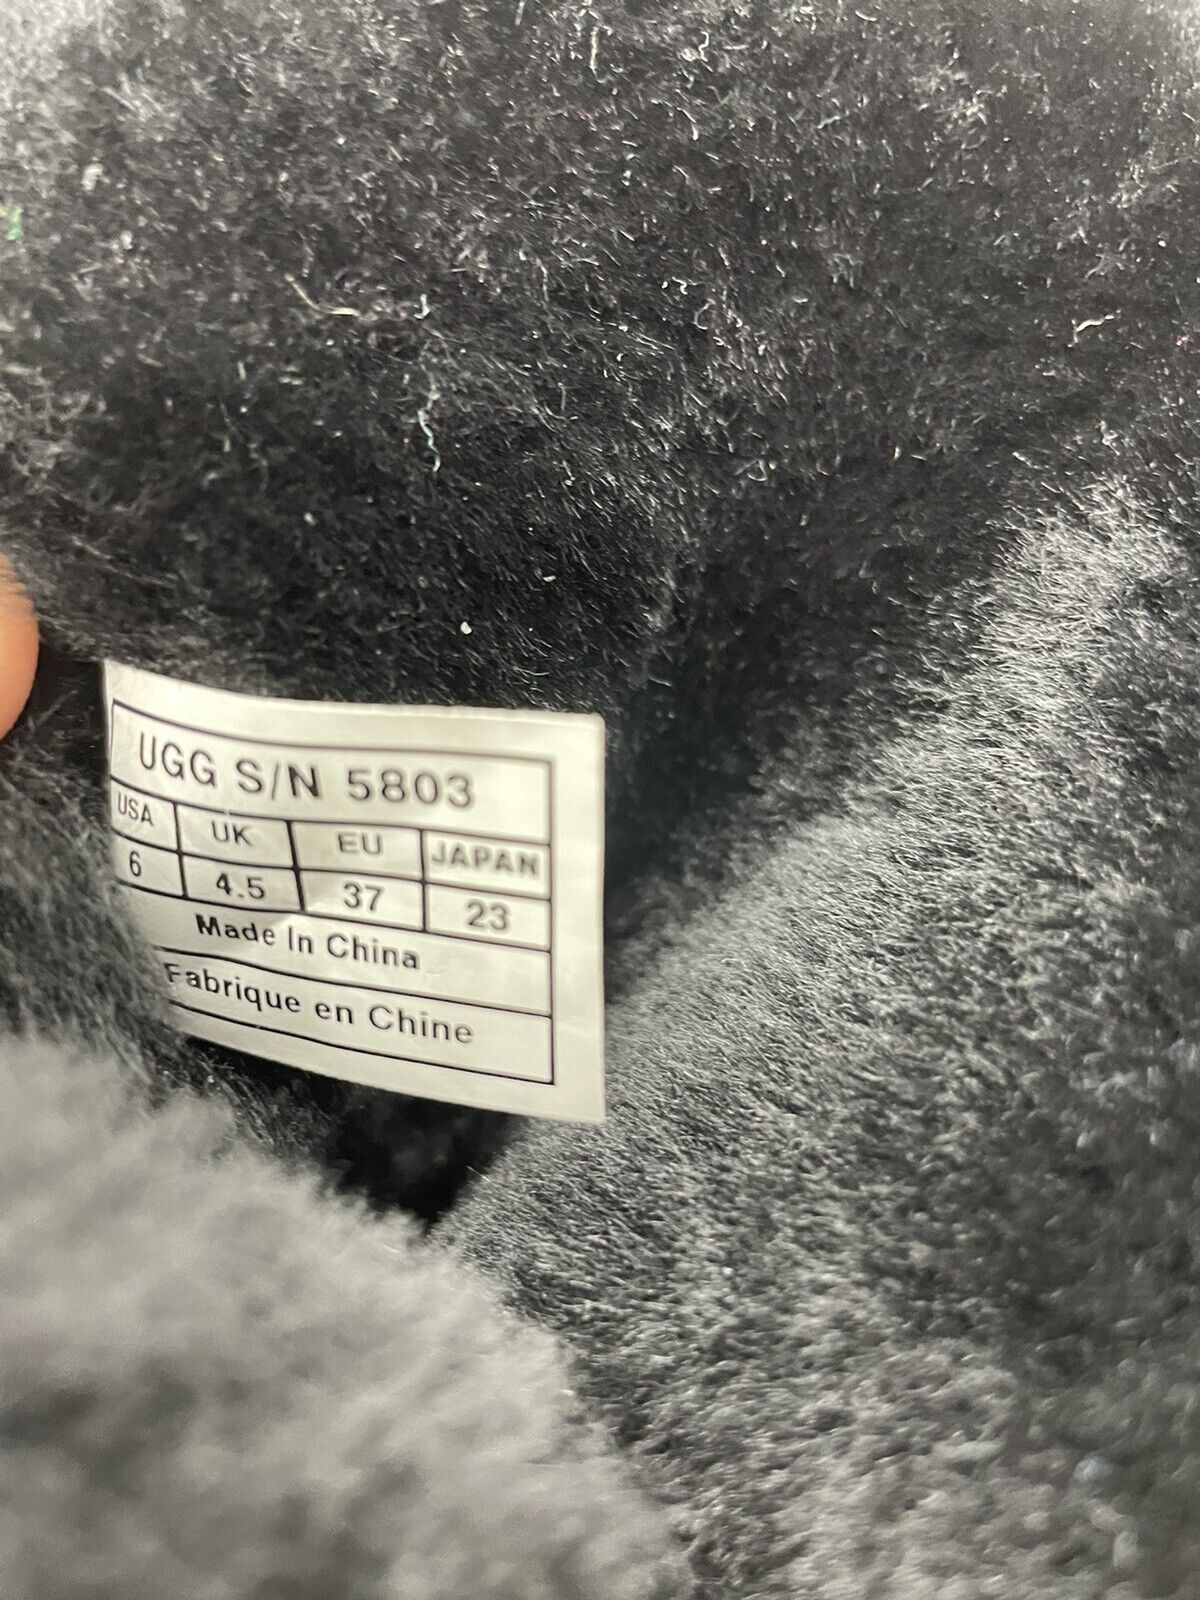 UGG S/N 5803
USA UK EU JAPAN
6 4.5 37 23
Made In China
Fabrique en Chine